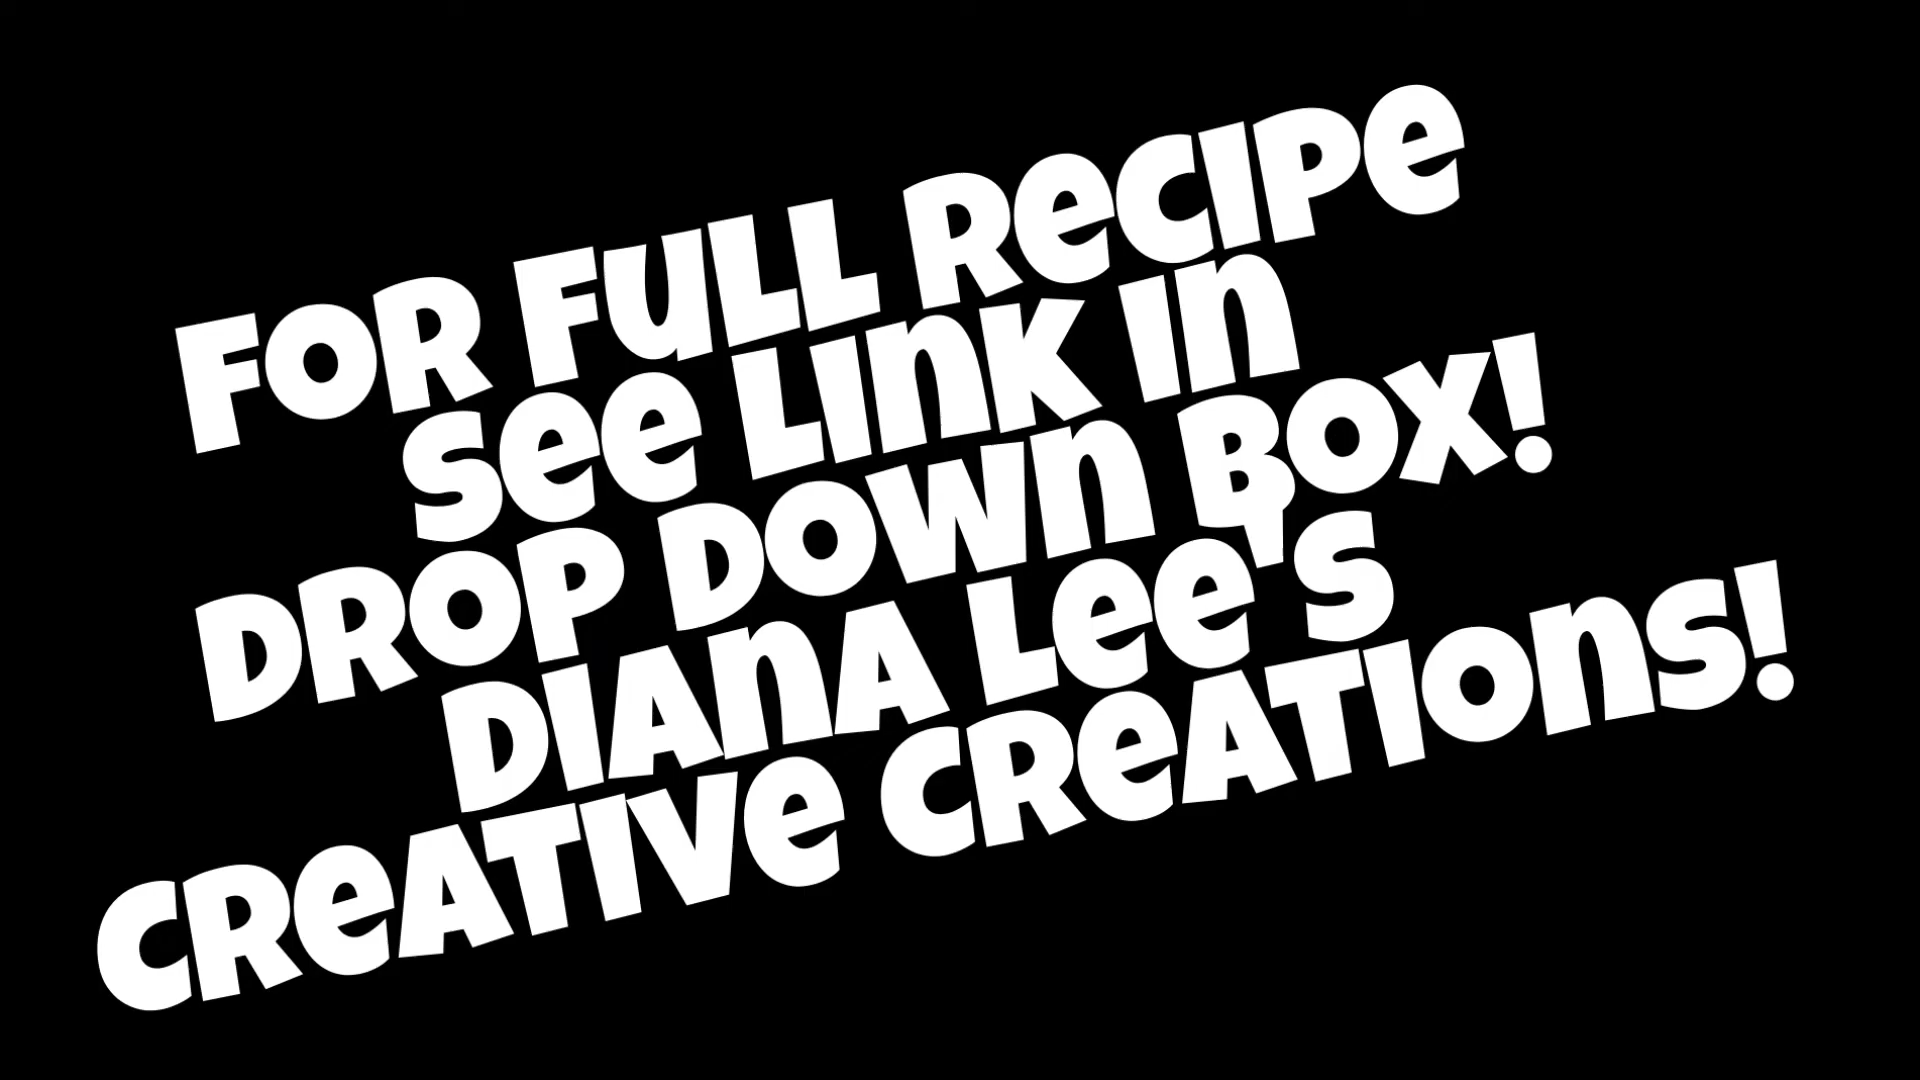 FOR FULL RECIPE
SEE LINK IN
DROP DOWN BOX!
DIANA LEE'S
CREATIVE CREATIONS!